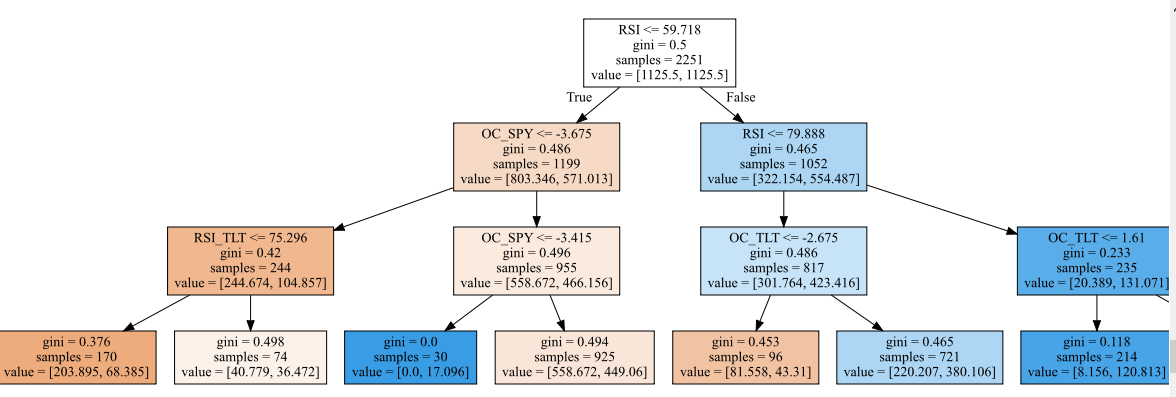 RSI <= 59.718
gini = 0.5
samples = 2251
value = [1125.5, 1125.5]
True
False
OC_SPY <= -3.675
gini = 0.486
samples = 1199
value = [803.346, 571.013]
RSI <= 79.888
gini = 0.465
samples = 1052
value = [322.154, 554.487]
RSI_TLT <= 75.296
gini = 0.42
samples = 244
value = [244.674, 104.857]
OC_SPY <= -3.415
gini = 0.496
samples = 955
value = [558.672, 466.156]
OC_TLT <= -2.675
gini = 0.486
samples = 817
value = [301.764, 423.416]
OC_TLT <= 1.61
gini = 0.233
samples = 235
value = [20.389, 131.071]
gini = 0.376
samples = 170
value = [203.895, 68.385]
gini = 0.498
samples = 74
value = [40.779, 36.472]
gini = 0.0
samples = 30
value = [0.0, 17.096]
gini = 0.494
samples = 925
value = [558.672, 449.06]
gini = 0.453
samples = 96
value = [81.558, 43.31]
gini = 0.465
samples = 721
value = [220.207, 380.106]
gini = 0.118
samples = 214
value = [8.156, 120.813]